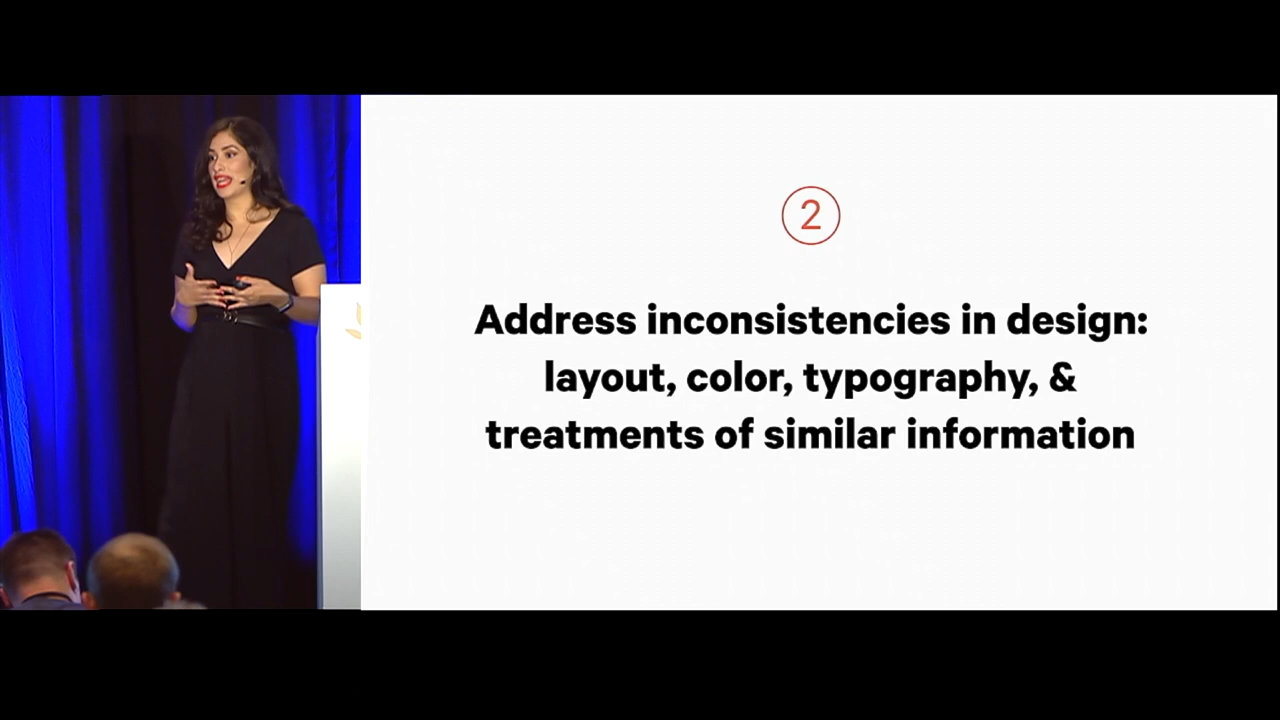 2
Address inconsistencies in design:
layout, color, typography, &
treatments of similar information